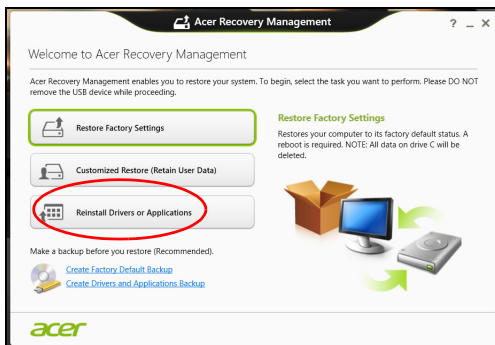 Acer Recovery Management
? _ ×
Welcome to Acer Recovery Management
Acer Recovery Management enables you to restore your system. To begin, select the task you want to perform. Please DO NOT
remove the USB device while proceeding.
Restore Factory Settings
Customized Restore (Retain User Data)
Reinstall Drivers or Applications
Restore Factory Settings
Restores your computer to its factory default status. A
reboot is required. NOTE: All data on drive C will be
deleted.
Make a backup before you restore (Recommended).
Create Factory Default Backup
Create Drivers and Applications Backup
acer